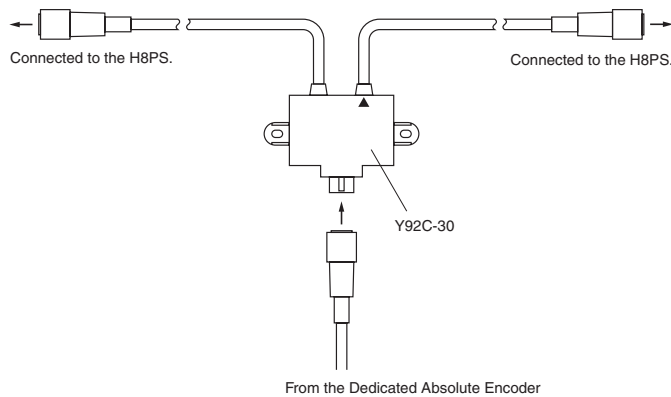 Connected to the H8PS.
Connected to the H8PS.
Y92C-30
From the Dedicated Absolute Encoder